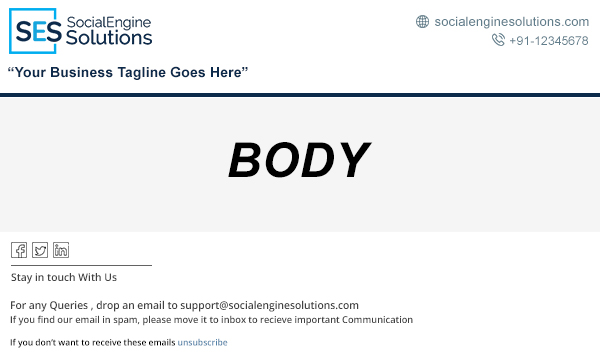 SES SocialEngine
Solutions
socialenginesolutions.com
+91-12345678
“Your Business Tagline Goes Here”
BODY
Stay in touch With Us
For any Queries , drop an email to support@socialenginesolutions.com
If you find our email in spam, please move it to inbox to recieve important Communication
If you don’t want to receive these emails unsubscribe